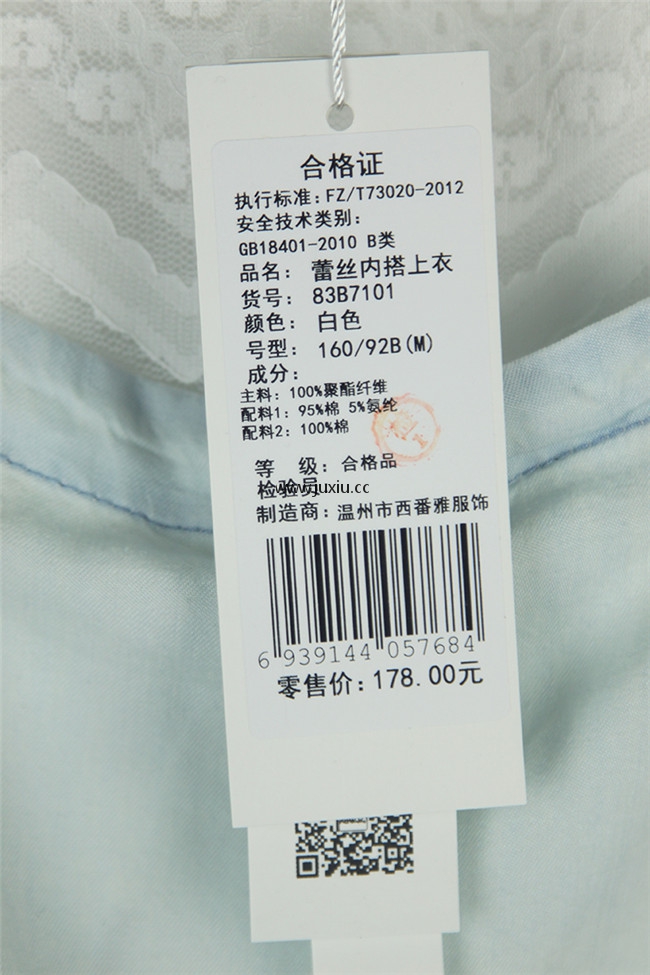 合格证
执行标准：FZ/T73020-2012
安全技术类别：
GB18401-2010 B类
品名：蕾丝内搭上衣
货号：83B7101
颜色：白色
号型：160/92B(M)
成分：
主料：100%聚酯纤维
配料1：95%棉 5%氨纶
配料2：100%棉
等 级：合格品
检验员
www.juxiu.cc
制造商：温州市西番雅服饰
6 939144 057684
零售价：178.00元